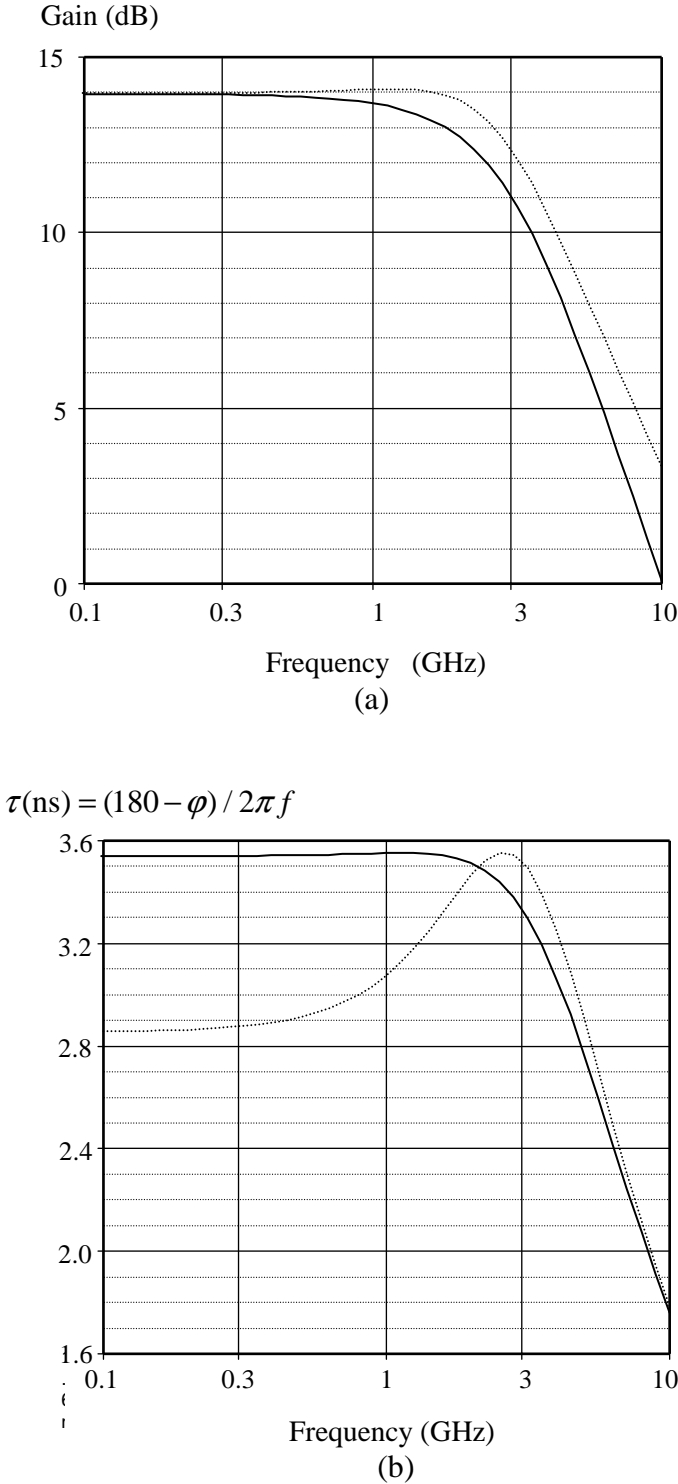 Gain (dB)
15
10
5
0
0.1 0.3 1 3 10
Frequency (GHz)
(a)
τ(ns) = (180 − φ) / 2π f
3.6
3.2
2.8
2.4
2.0
1.6
0.1 0.3 1 3 10
Frequency (GHz)
(b)